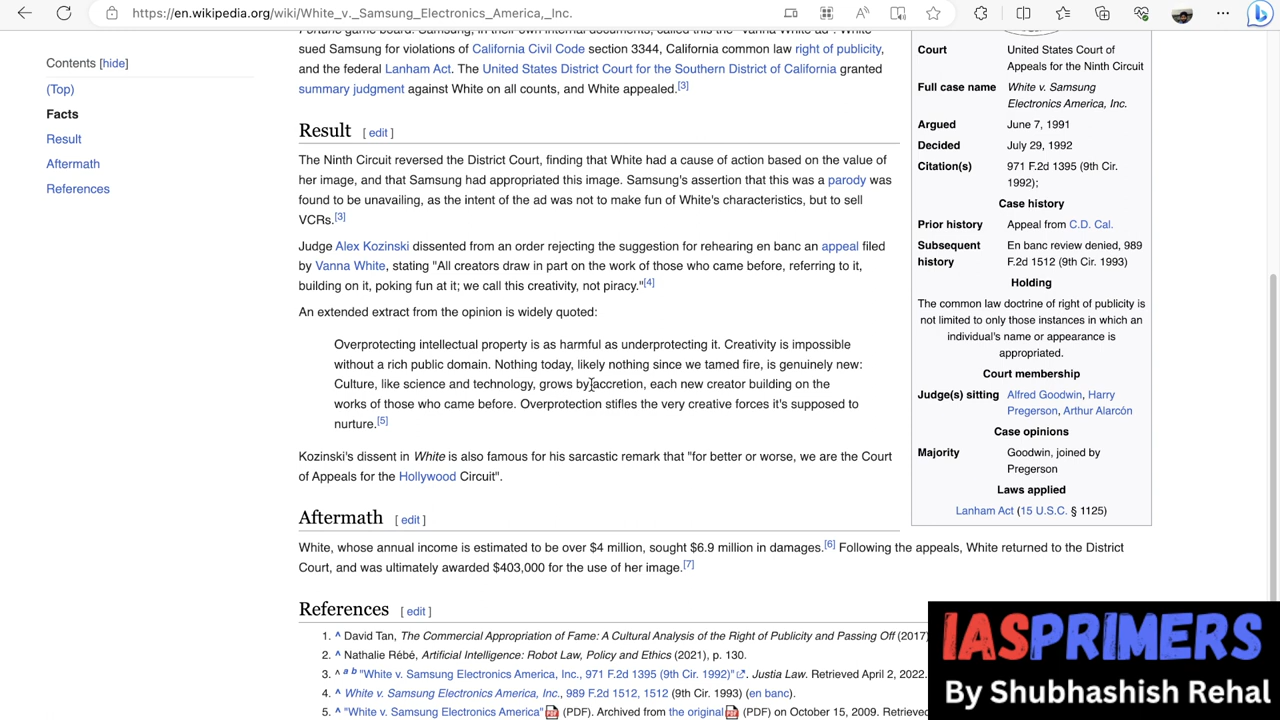 https://en.wikipedia.org/wiki/White_v._Samsung_Electronics_America,_Inc.
Contents [hide]
(Top)
Facts
Result
Aftermath
References
sued Samsung for violations of California Civil Code section 3344, California common law right of publicity,
and the federal Lanham Act. The United States District Court for the Southern District of California granted
summary judgment against White on all counts, and White appealed.[3]
Result [ edit ]
The Ninth Circuit reversed the District Court, finding that White had a cause of action based on the value of
her image, and that Samsung had appropriated this image. Samsung's assertion that this was a parody was
found to be unavailing, as the intent of the ad was not to make fun of White's characteristics, but to sell
VCRs.[3]
Judge Alex Kozinski dissented from an order rejecting the suggestion for rehearing en banc an appeal filed
by Vanna White, stating "All creators draw in part on the work of those who came before, referring to it,
building on it, poking fun at it; we call this creativity, not piracy."[4]
An extended extract from the opinion is widely quoted:
Overprotecting intellectual property is as harmful as underprotecting it. Creativity is impossible
without a rich public domain. Nothing today, likely nothing since we tamed fire, is genuinely new:
Culture, like science and technology, grows by accretion, each new creator building on the
works of those who came before. Overprotection stifles the very creative forces it's supposed to
nurture.[5]
Kozinski's dissent in White is also famous for his sarcastic remark that "for better or worse, we are the Court
of Appeals for the Hollywood Circuit".
Aftermath [ edit ]
White, whose annual income is estimated to be over $4 million, sought $6.9 million in damages.[6] Following the appeals, White returned to the District
Court, and was ultimately awarded $403,000 for the use of her image.[7]
References [ edit ]
1. ^ David Tan, The Commercial Appropriation of Fame: A Cultural Analysis of the Right of Publicity and Passing Off (2017)
2. ^ Nathalie Rébé, Artificial Intelligence: Robot Law, Policy and Ethics (2021), p. 130.
3. ^ a b "White v. Samsung Electronics America, Inc., 971 F.2d 1395 (9th Cir. 1992)". Justia Law. Retrieved April 2, 2022.
4. ^ White v. Samsung Electronics America, Inc., 989 F.2d 1512, 1512 (9th Cir. 1993) (en banc).
5. ^ "White v. Samsung Electronics America" (PDF). Archived from the original (PDF) on October 15, 2009. Retrieved
Court United States Court of
Appeals for the Ninth Circuit
Full case name White v. Samsung
Electronics America, Inc.
Argued June 7, 1991
Decided July 29, 1992
Citation(s) 971 F.2d 1395 (9th Cir.
1992);
Case history
Prior history Appeal from C.D. Cal.
Subsequent history En banc review denied, 989
F.2d 1512 (9th Cir. 1993)
Holding
The common law doctrine of right of publicity is
not limited to only those instances in which an
individual's name or appearance is
appropriated.
Court membership
Judge(s) sitting Alfred Goodwin, Harry
Pregerson, Arthur Alarcón
Case opinions
Majority Goodwin, joined by
Pregerson
Laws applied
Lanham Act (15 U.S.C. § 1125)
IASPRIMERS
By Shubhashish Rehal